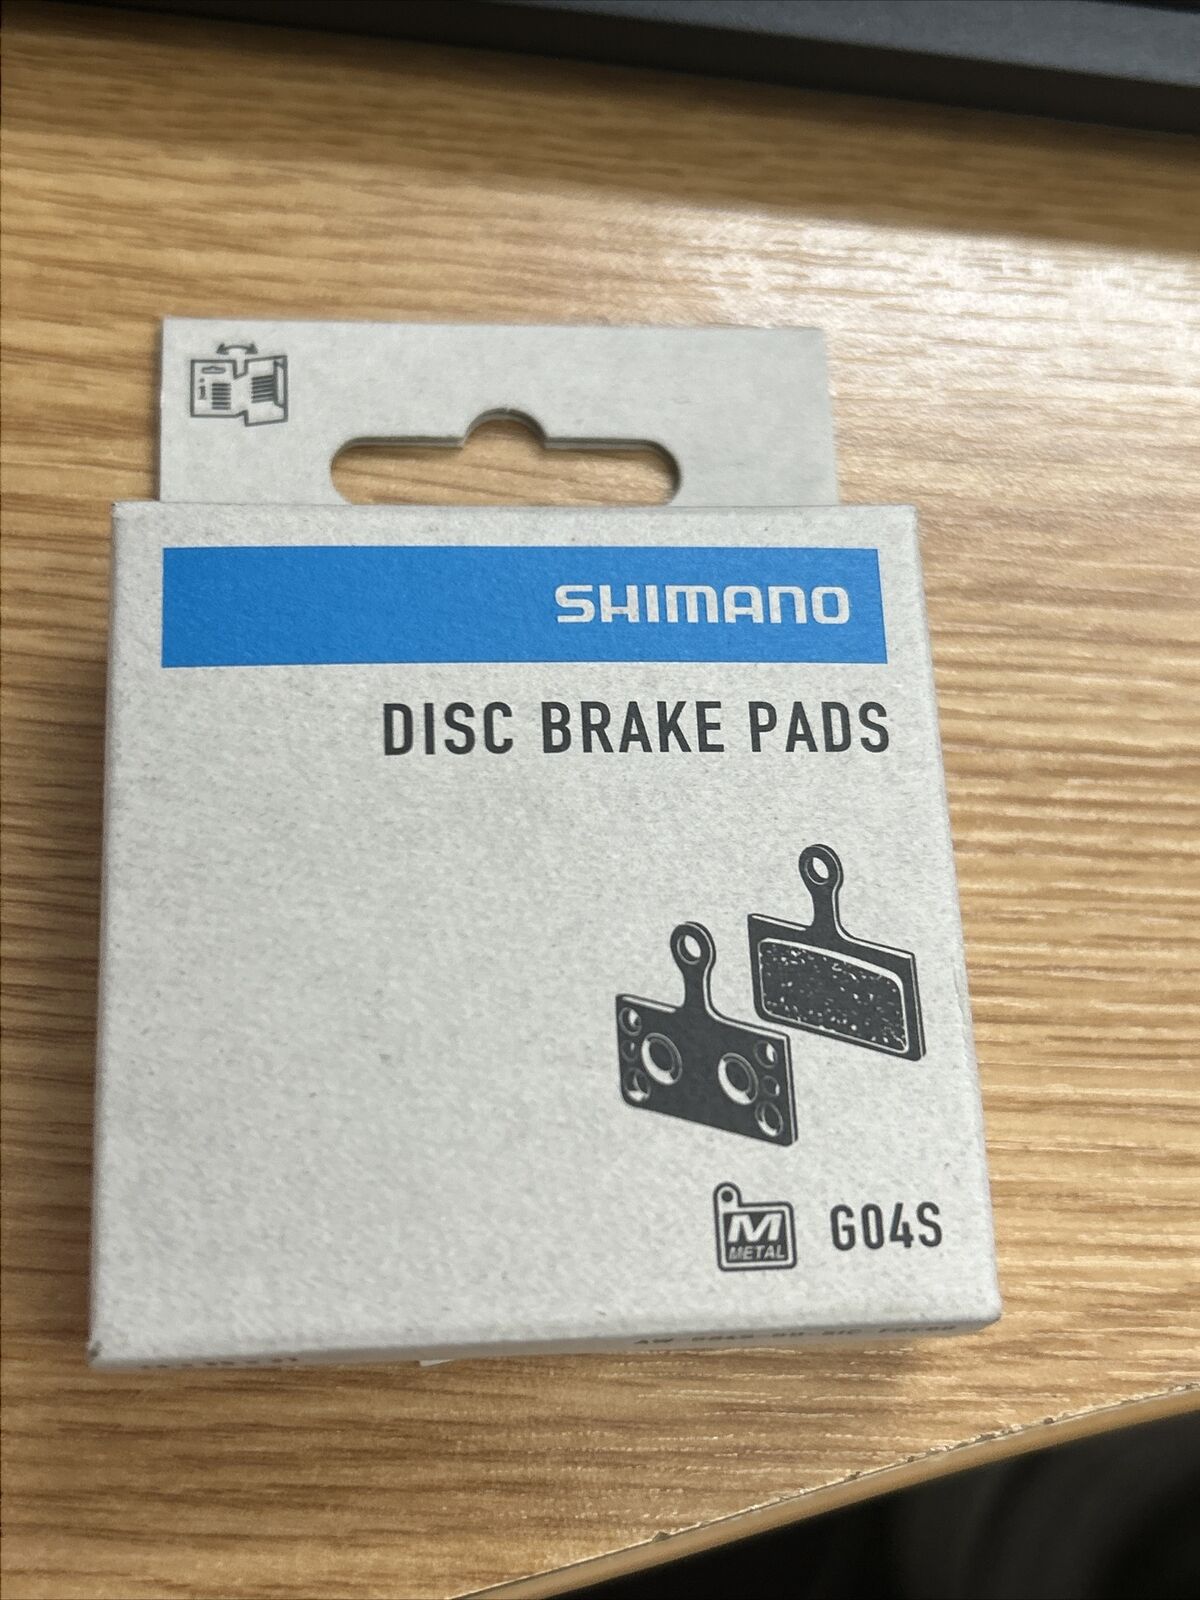 SHIMANO
DISC BRAKE PADS
M
METAL
G04S